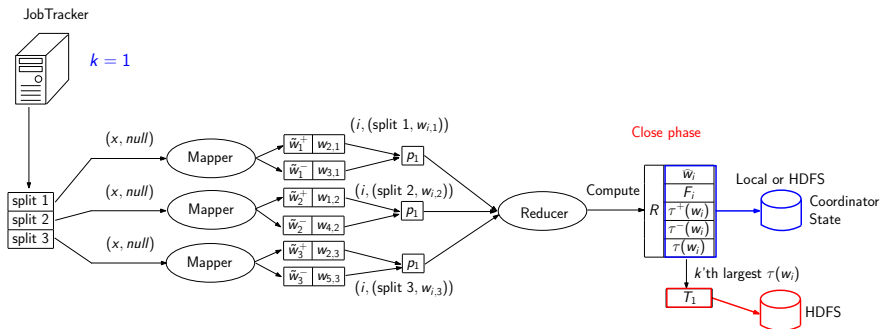 JobTracker
k = 1
split 1
split 2
split 3
(x, null)
(x, null)
(x, null)
Mapper
Mapper
Mapper
w̃₁⁺ w₂,₁
w̃₁⁻ w₃,₁
w̃₂⁺ w₁,₂
w̃₂⁻ w₄,₂
w̃₃⁺ w₂,₃
w̃₃⁻ w₅,₃
(i, (split 1, wᵢ,₁))
p₁
(i, (split 2, wᵢ,₂))
p₁
p₁
(i, (split 3, wᵢ,₃))
Reducer
Compute
Close phase
R
w̄ᵢ
Fᵢ
τ⁺(wᵢ)
τ⁻(wᵢ)
τ(wᵢ)
Local or HDFS
Coordinator
State
k'th largest τ(wᵢ)
T₁
HDFS